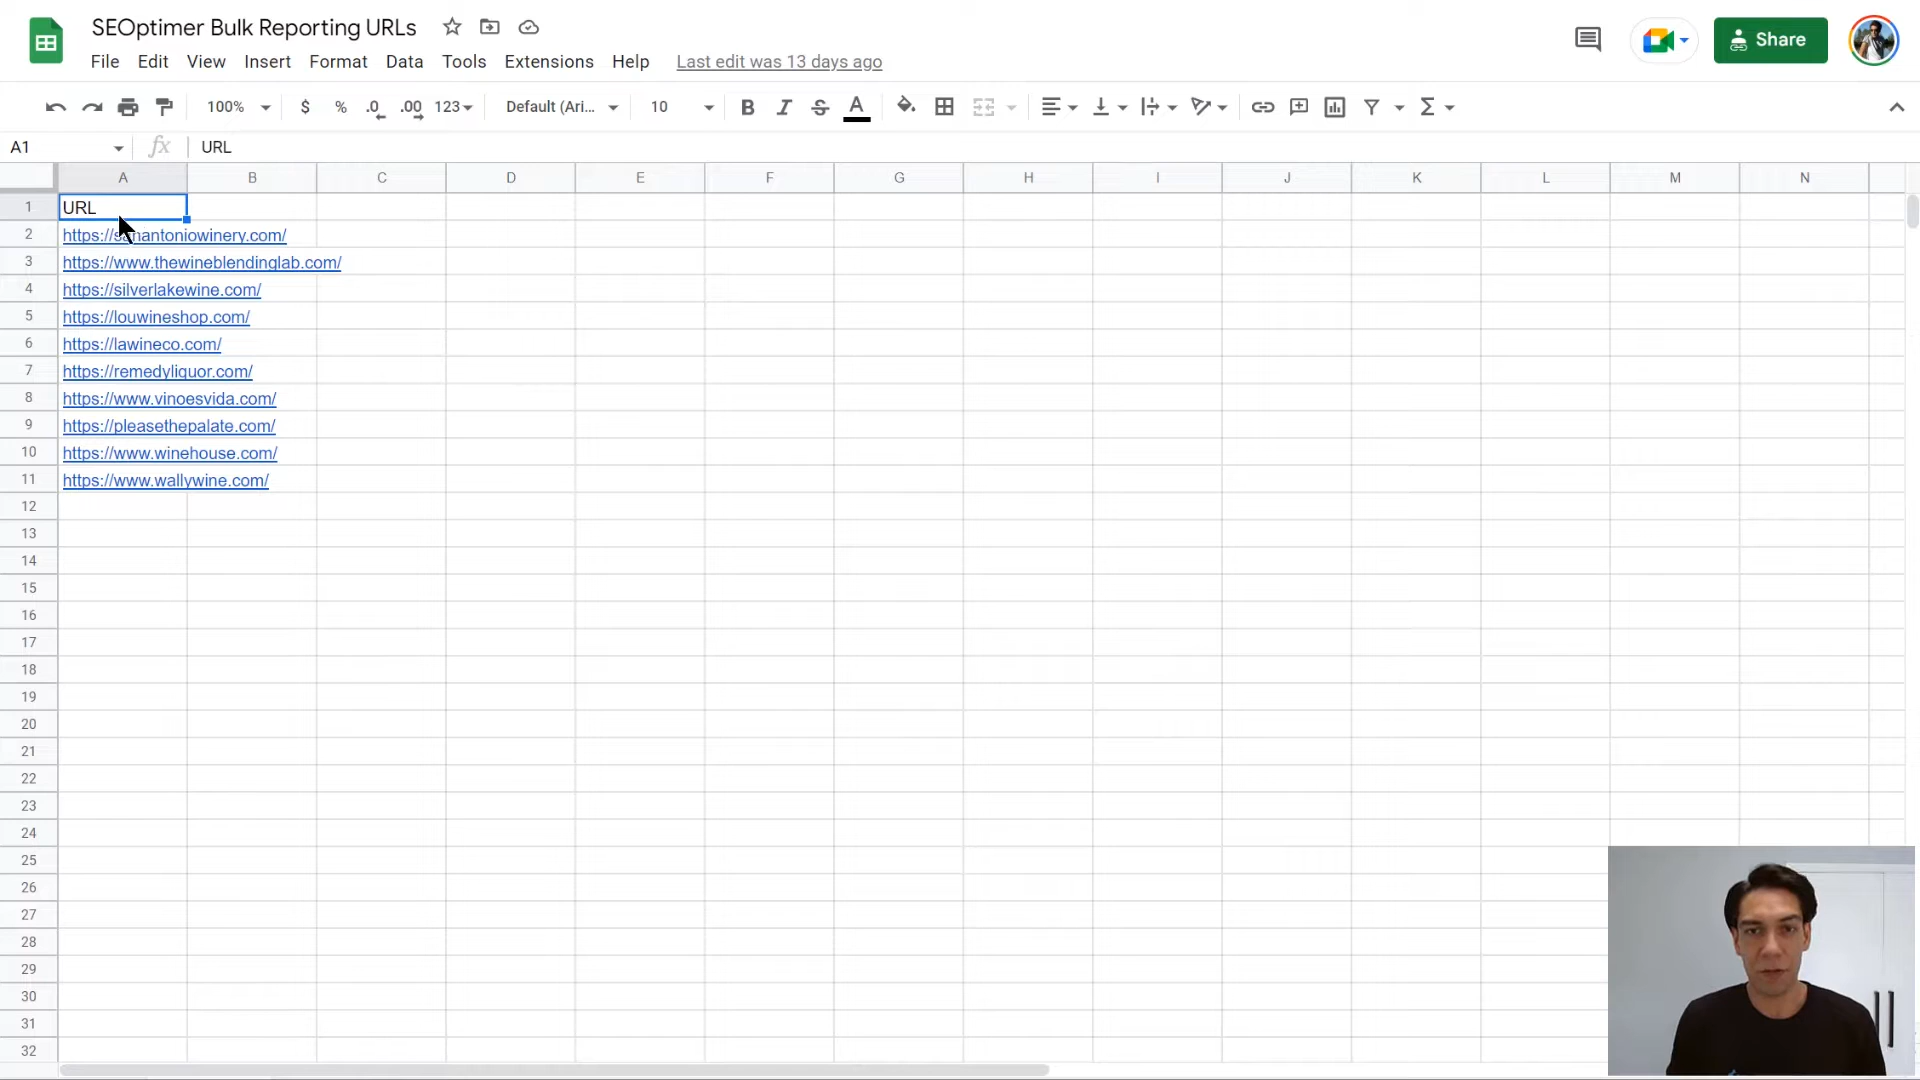 SEOptimer Bulk Reporting URLs
File Edit View Insert Format Data Tools Extensions Help Last edit was 13 days ago
Share
100% $ % .0 .00 123 Default (Ari... 10 B I S A Σ
A1 fx URL
A B C D E F G H I J K L M N
1 URL
2 https://sanantoniowinery.com/
3 https://www.thewineblendinglab.com/
4 https://silverlakewine.com/
5 https://louwineshop.com/
6 https://lawineco.com/
7 https://remedyliquor.com/
8 https://www.vinoesvida.com/
9 https://pleasethepalate.com/
10 https://www.winehouse.com/
11 https://www.wallywine.com/
12
13
14
15
16
17
18
19
20
21
22
23
24
25
26
27
28
29
30
31
32